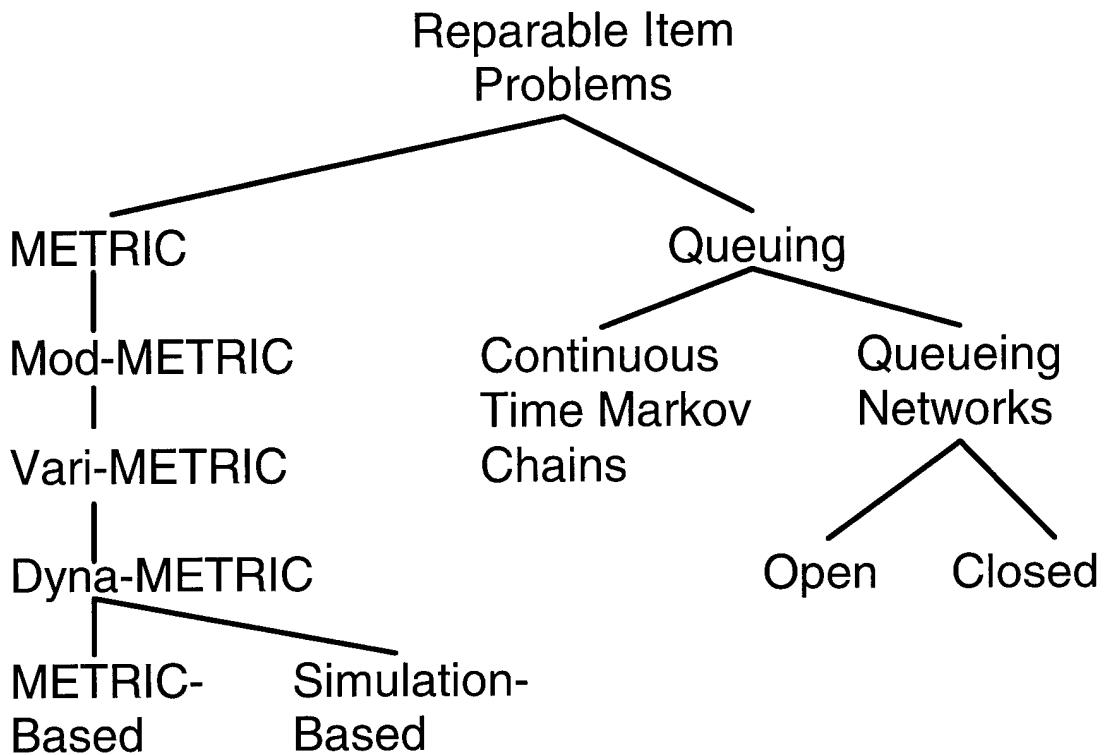 Reparable Item
Problems
METRIC
Queuing
Mod-METRIC
Continuous
Time Markov
Chains
Queueing
Networks
Vari-METRIC
Dyna-METRIC
Open
Closed
METRIC-
Based
Simulation-
Based